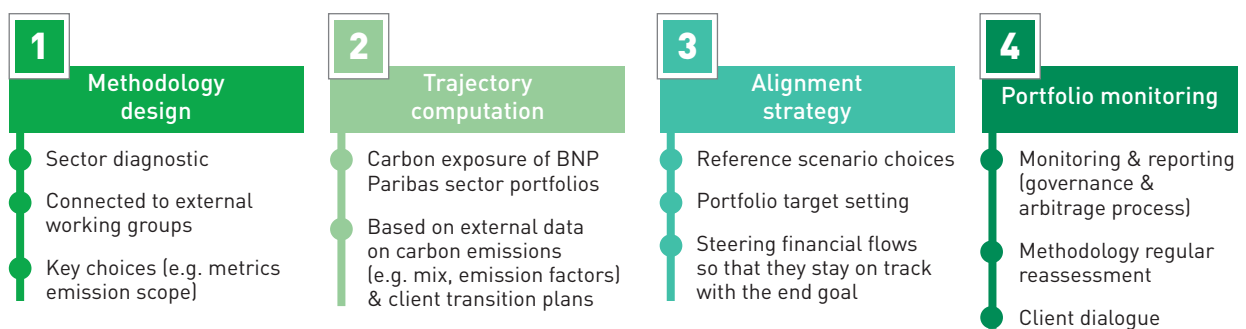 1
Methodology
design
Sector diagnostic
Connected to external
working groups
Key choices (e.g. metrics
emission scope)
2
Trajectory
computation
Carbon exposure of BNP
Paribas sector portfolios
Based on external data
on carbon emissions
(e.g. mix, emission factors)
& client transition plans
3
Alignment
strategy
Reference scenario choices
Portfolio target setting
Steering financial flows
so that they stay on track
with the end goal
4
Portfolio monitoring
Monitoring & reporting
(governance &
arbitrage process)
Methodology regular
reassessment
Client dialogue